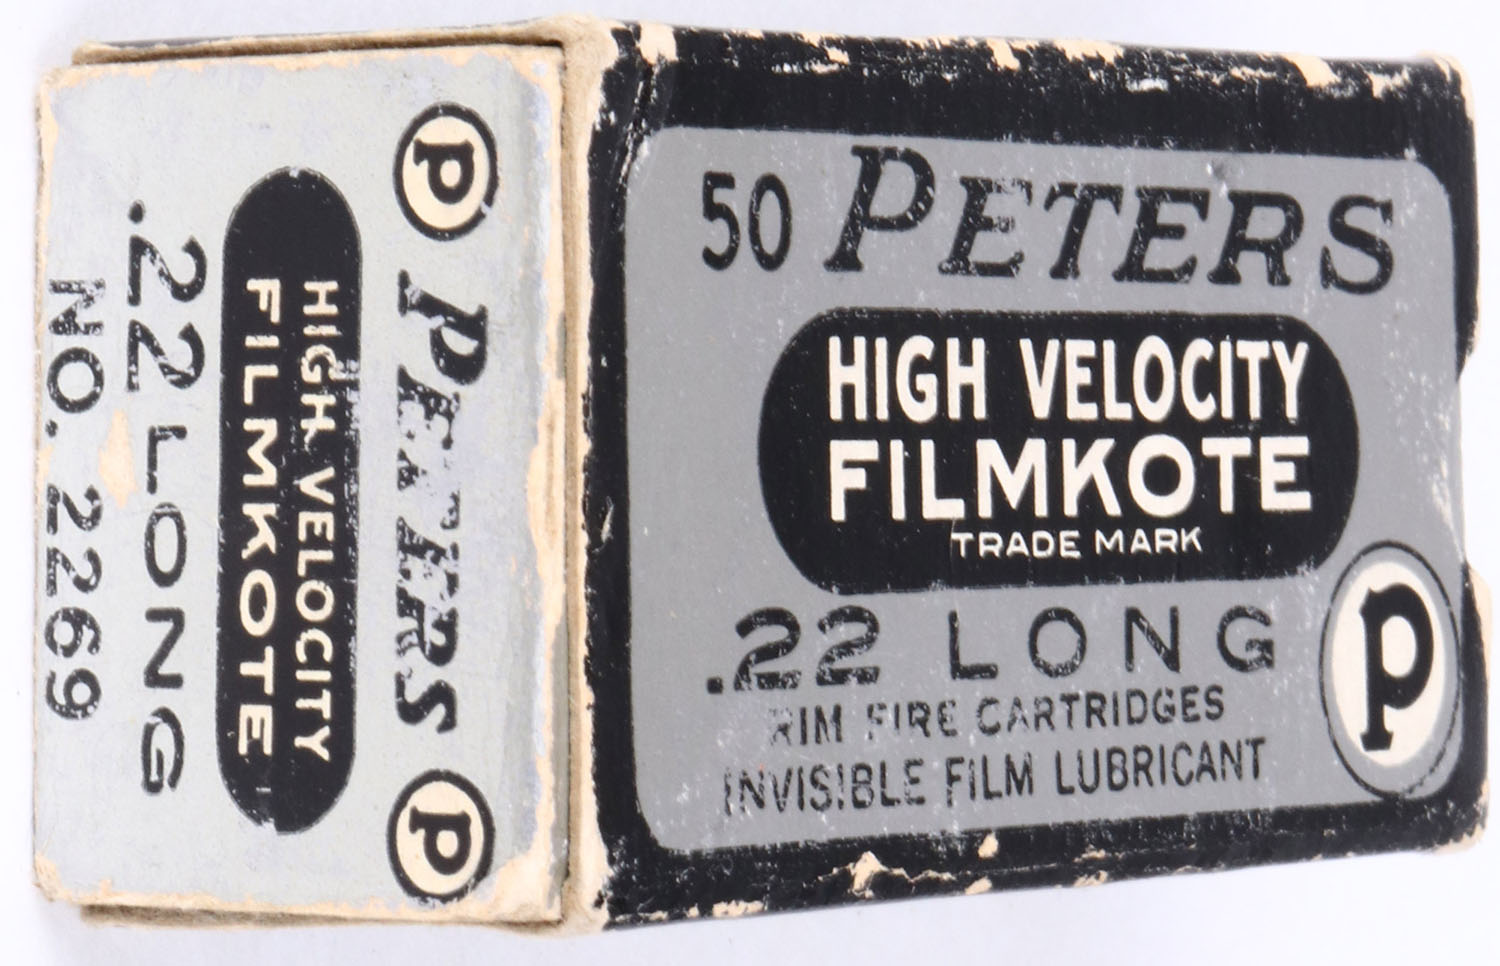 50 PETERS
HIGH VELOCITY
FILMKOTE
TRADE MARK
.22 LONG
RIM FIRE CARTRIDGES
INVISIBLE FILM LUBRICANT
P
P PETERS P
HIGH VELOCITY
FILMKOTE
.22 LONG
NO. 2269